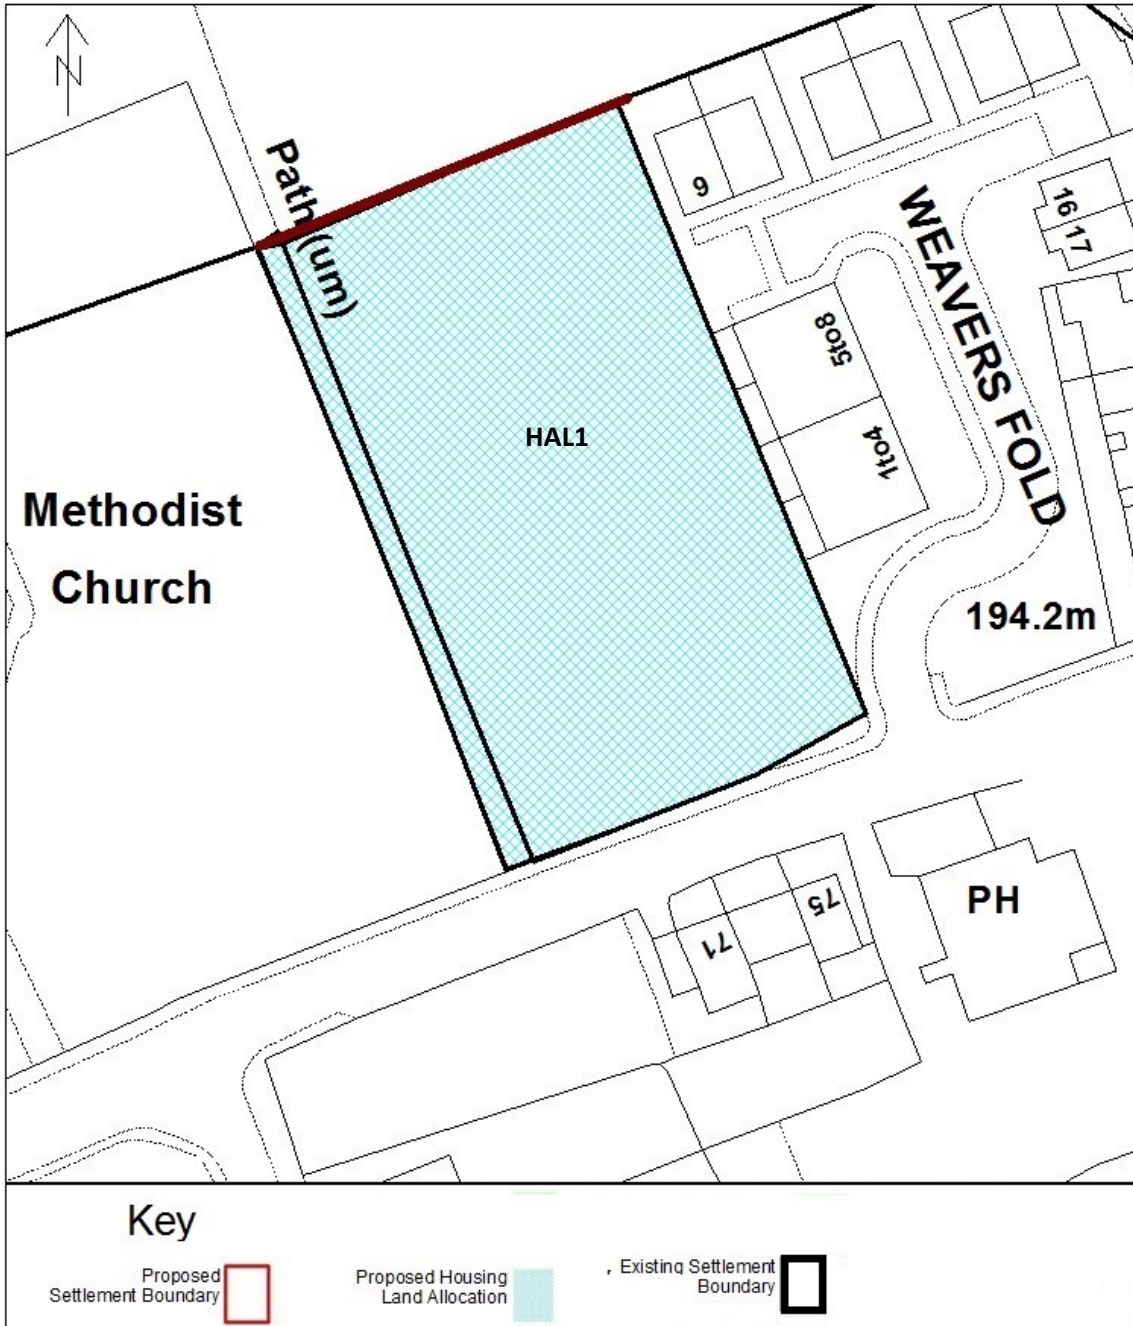 N
Path (um)
9
WEAVERS FOLD
16
17
5to8
HAL1
1to4
Methodist
Church
194.2m
PH
75
71
Key
Proposed
Settlement Boundary
Proposed Housing
Land Allocation
, Existing Settlement
Boundary